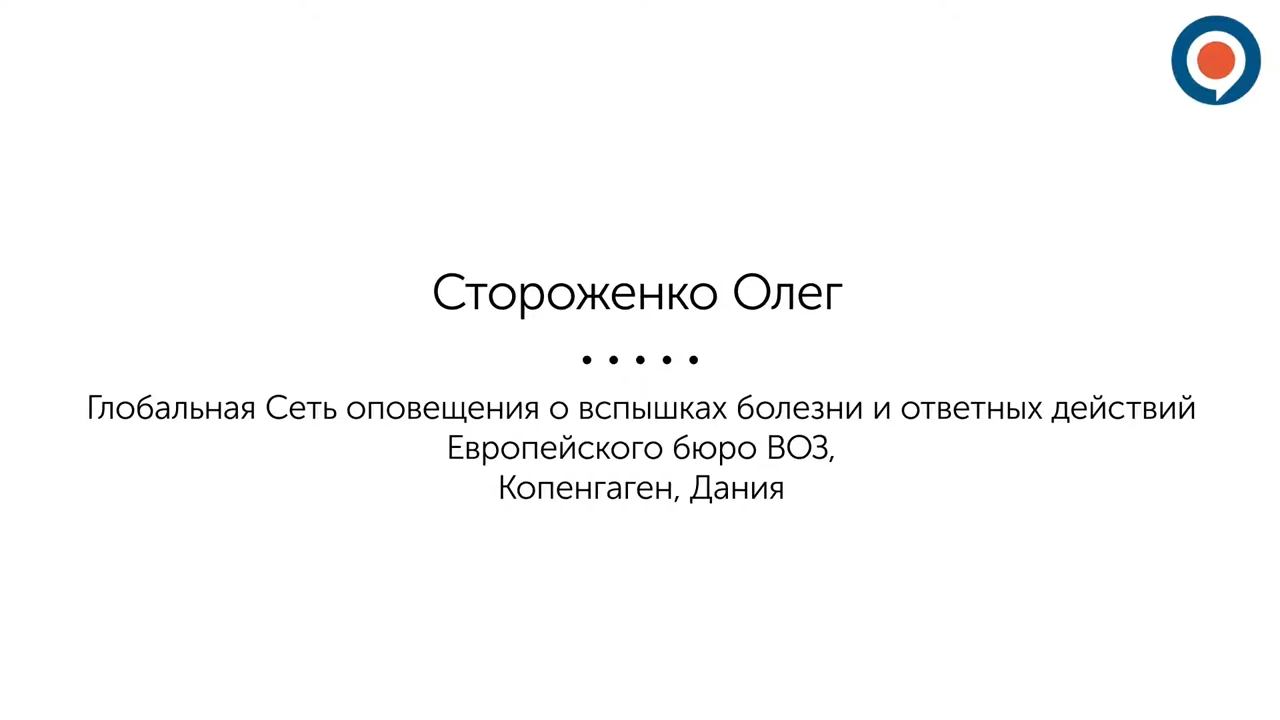 Стороженко Олег
• • • • •
Глобальная Сеть оповещения о вспышках болезни и ответных действий
Европейского бюро ВОЗ,
Копенгаген, Дания